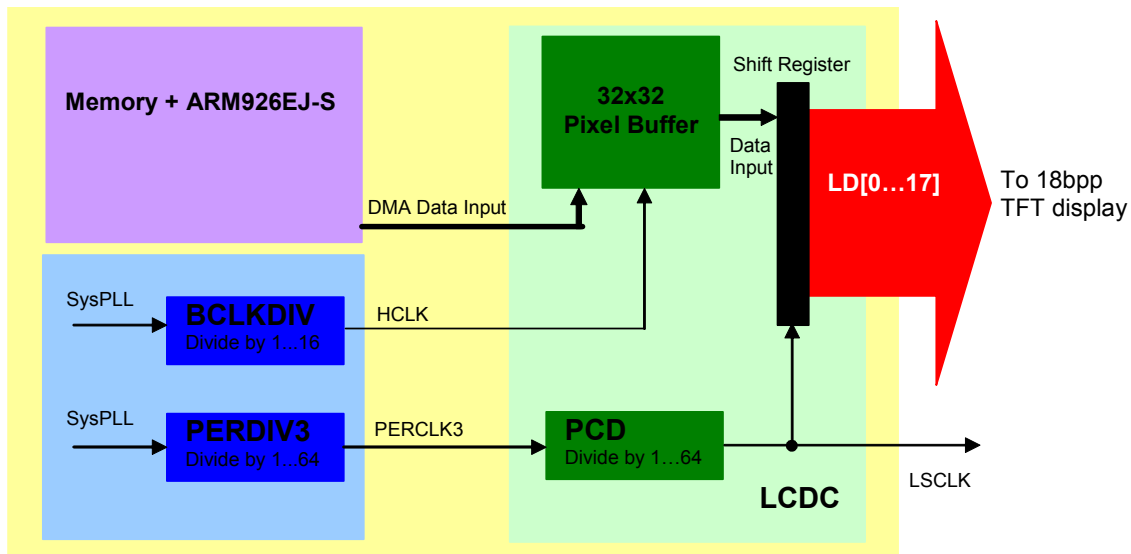 Memory + ARM926EJ-S
32x32
Pixel Buffer
Shift Register
Data
Input
LD[0...17]
To 18bpp
TFT display
DMA Data Input
SysPLL
BCLKDIV
Divide by 1...16
HCLK
SysPLL
PERDIV3
Divide by 1...64
PERCLK3
PCD
Divide by 1…64
LSCLK
LCDC